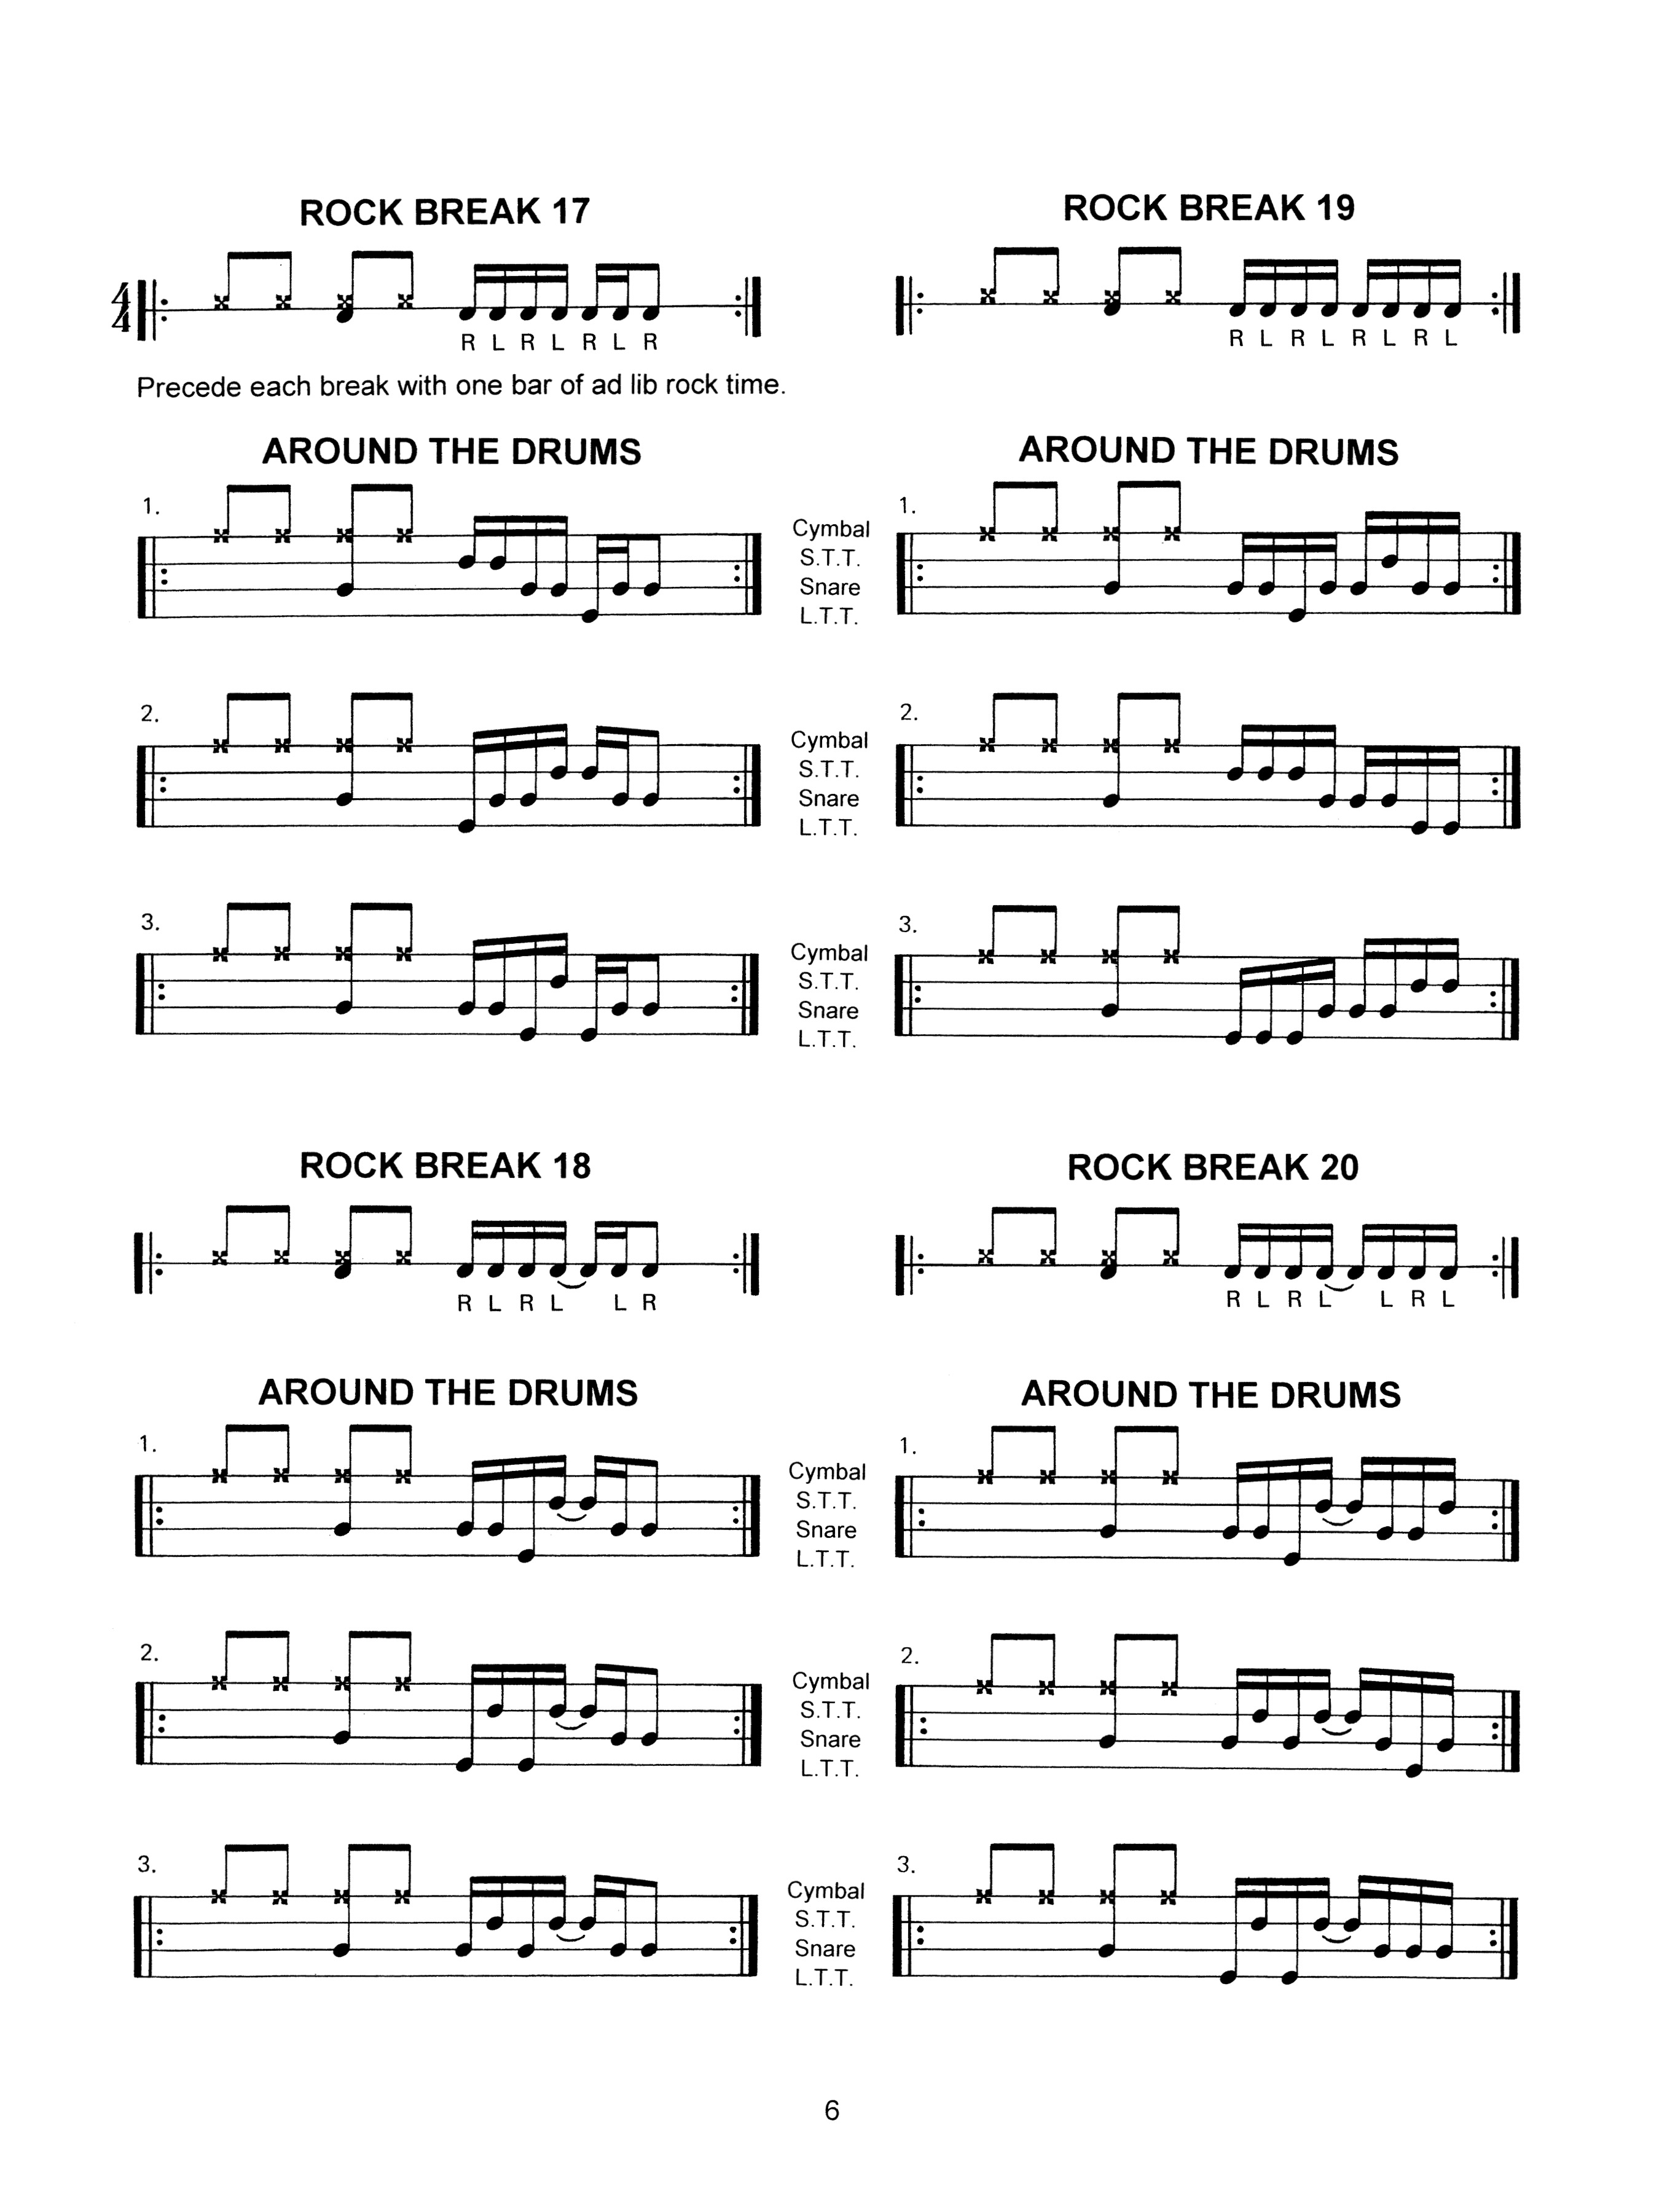 ROCK BREAK 17
4
4
R L R L R L R
Precede each break with one bar of ad lib rock time.
AROUND THE DRUMS
1.
2.
3.
ROCK BREAK 19
R L R L R L R L
AROUND THE DRUMS
Cymbal
S.T.T.
Snare
L.T.T.
1.
Cymbal
S.T.T.
Snare
L.T.T.
2.
Cymbal
S.T.T.
Snare
L.T.T.
3.
ROCK BREAK 18
R L R L L R
AROUND THE DRUMS
1.
2.
3.
ROCK BREAK 20
R L R L L R L
AROUND THE DRUMS
Cymbal
S.T.T.
Snare
L.T.T.
1.
Cymbal
S.T.T.
Snare
L.T.T.
2.
Cymbal
S.T.T.
Snare
L.T.T.
3.
6